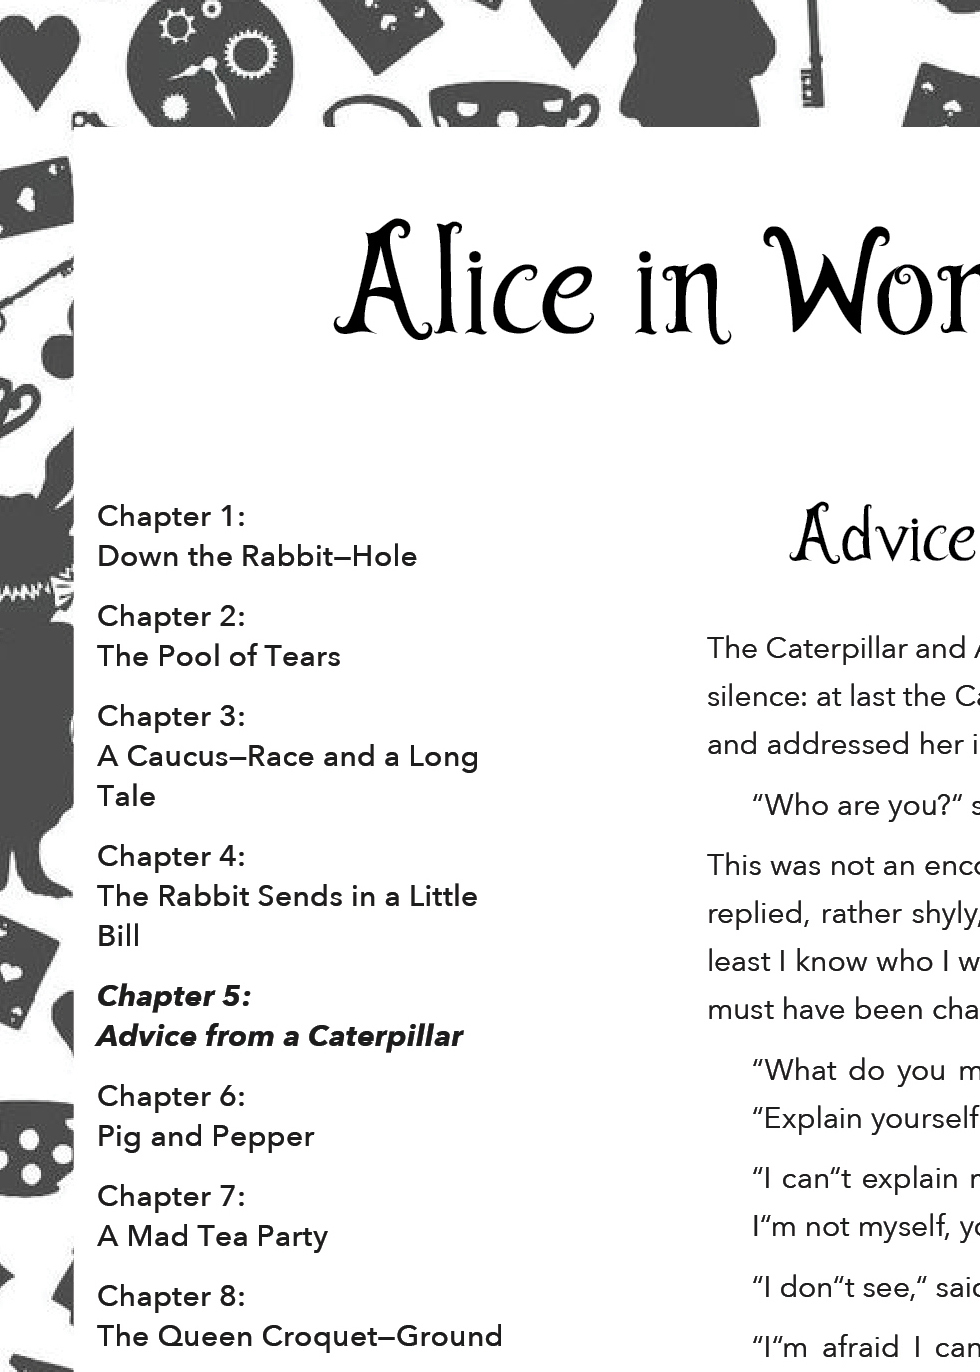 Alice in Wor
Chapter 1:
Down the Rabbit–Hole
Chapter 2:
The Pool of Tears
Chapter 3:
A Caucus–Race and a Long
Tale
Chapter 4:
The Rabbit Sends in a Little
Bill
Chapter 5:
Advice from a Caterpillar
Chapter 6:
Pig and Pepper
Chapter 7:
A Mad Tea Party
Chapter 8:
The Queen Croquet–Ground
Advice
The Caterpillar and A
silence: at last the Ca
and addressed her i
“Who are you?“ s
This was not an enco
replied, rather shyly,
least I know who I w
must have been cha
“What do you m
“Explain yourself
“I can“t explain m
I“m not myself, yo
“I don“t see,“ said
“I“m afraid I can